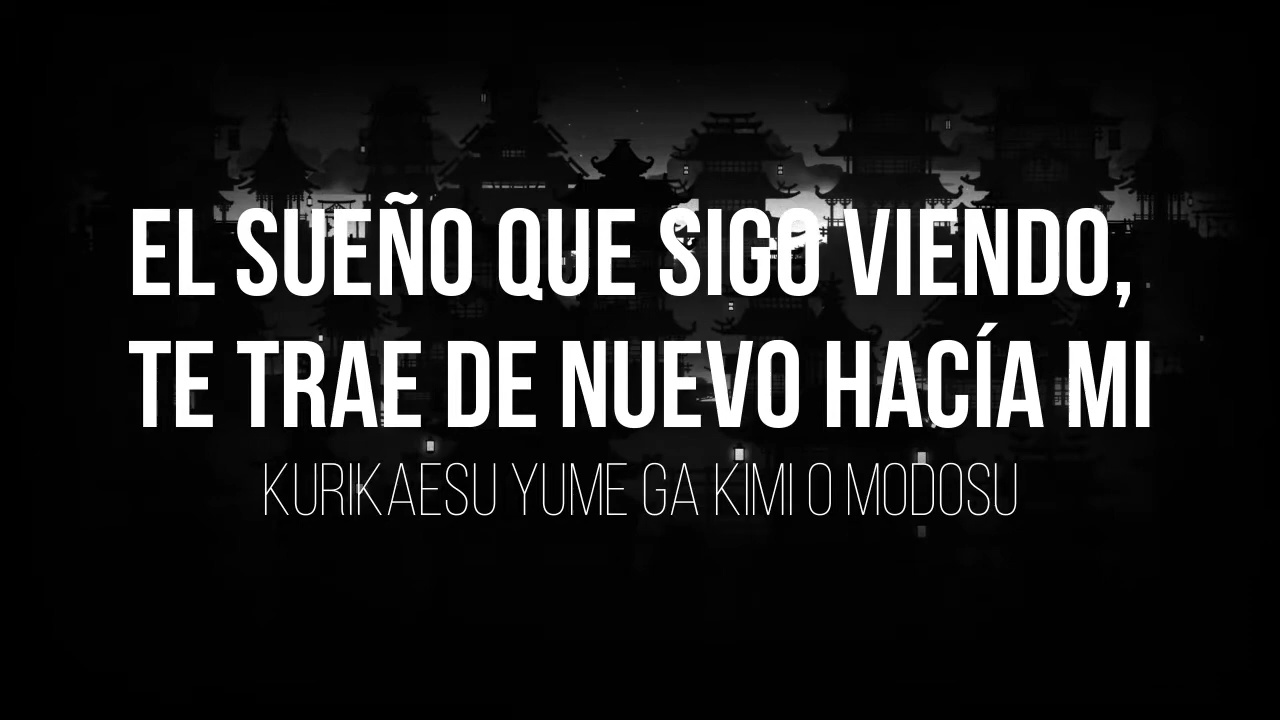 EL SUEÑO QUE SIGO VIENDO,
TE TRAE DE NUEVO HACÍA MI
KURIKAESU YUME GA KIMI O MODOSU